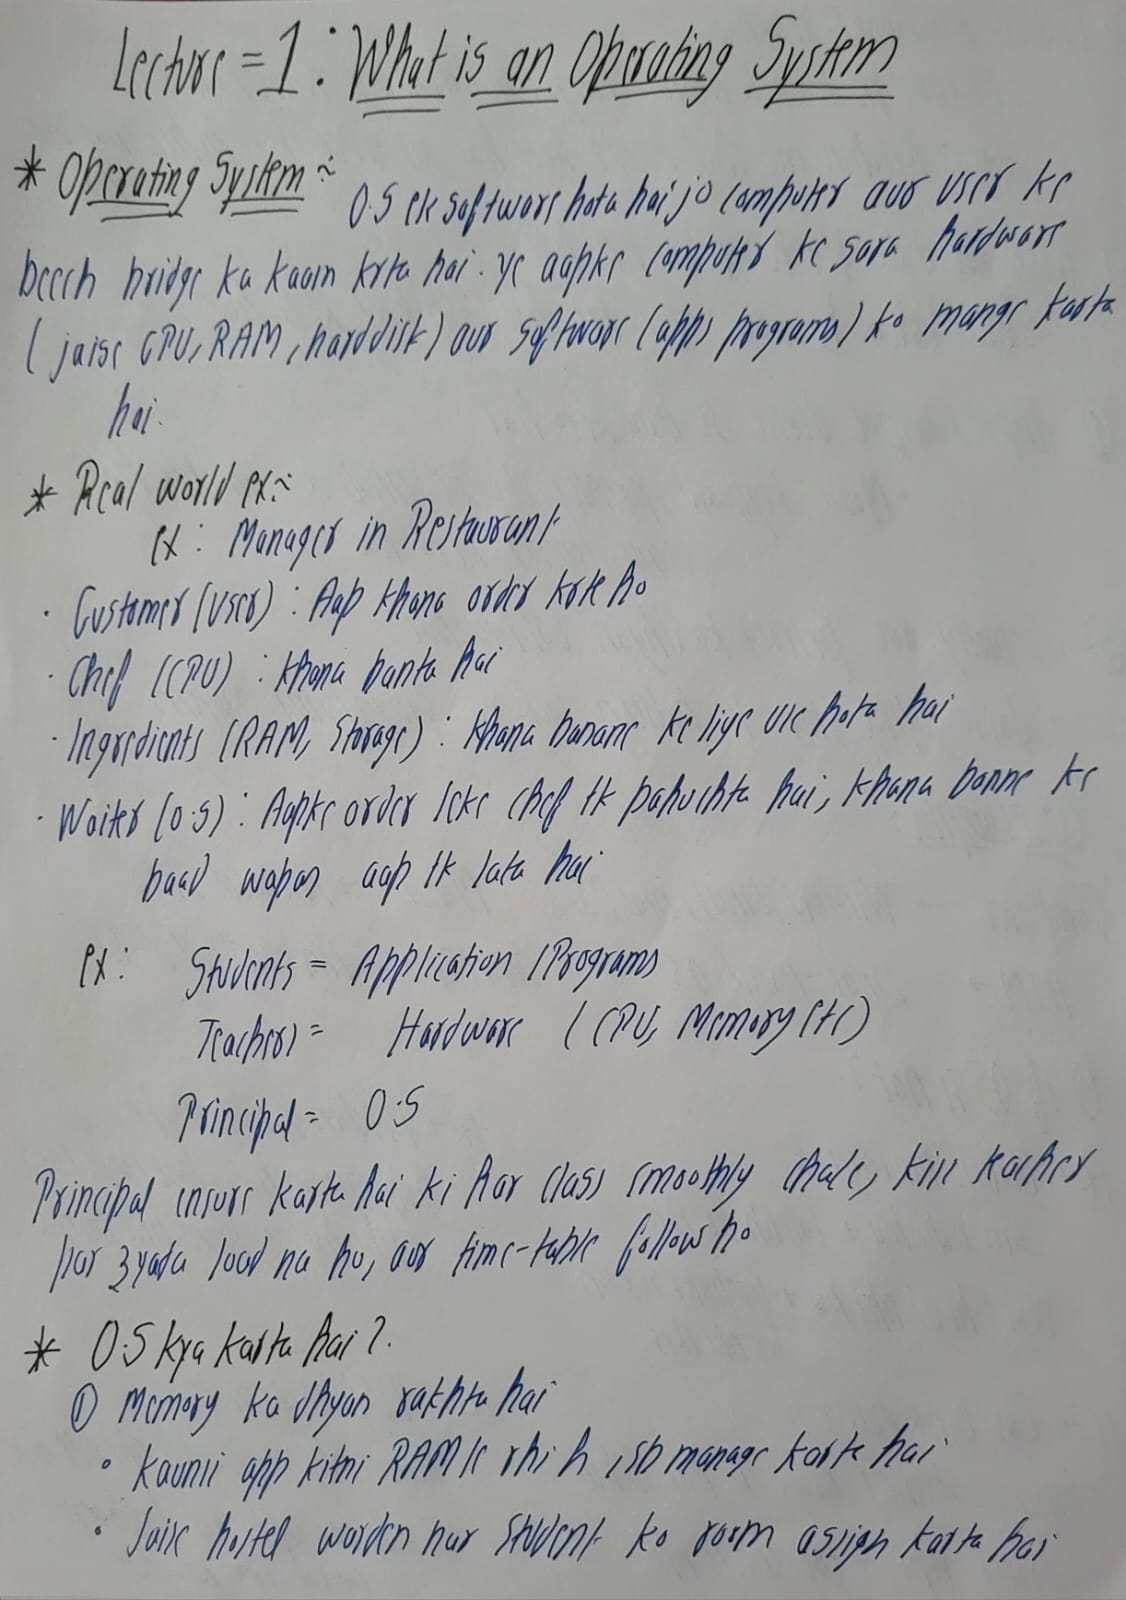 Lecture = 1 : What is an Operating System
* Operating System :- O.S ek software hota hai jo computer aur user ke
beech bridge ka kaam krta hai. ye aapke computer ke sara hardware
( jaise CPU, RAM, harddisk) aur software (apps programs) ko mange karta
hai.
* Real world ex :-
ex : Manager in Restaurant
. Customer (User) : Aap khana order krte ho
. Chef (CPU) : khana banta hai
. Ingredients (RAM, Storage) : khana banane ke liye use hota hai
. Waiter (O.S) : Aapke order leke chef tk pahuchta hai, khana banne ke
baad wapas aap tk lata hai
ex : Students = Application / Programs
Teachers = Hardware ( CPU, Memory etc)
Principal = O.S
Principal ensure karta hai ki har class smoothly chale, kisi teacher
par zyada load na ho, aur time-table follow ho
* O.S kya karta hai ?
① Memory ka dhyan rakhta hai
• kaunsi app kitni RAM le rhi h , sb manage karta hai
• Jaise hostel warden har student ko room assign karta hai